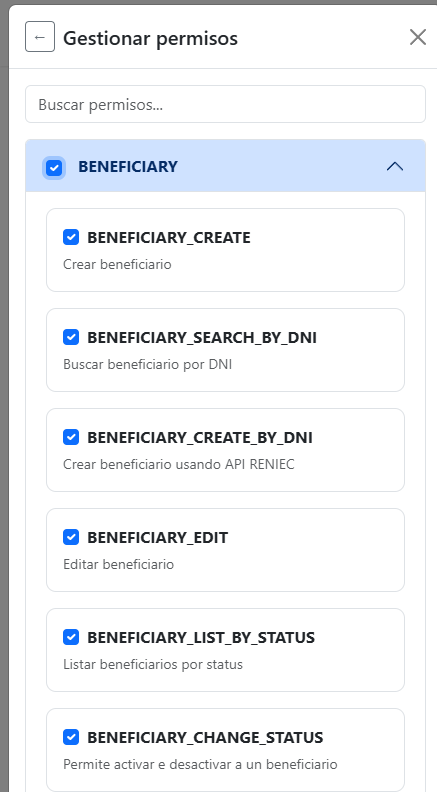 ←
Gestionar permisos
Buscar permisos...
BENEFICIARY
BENEFICIARY_CREATE
Crear beneficiario
BENEFICIARY_SEARCH_BY_DNI
Buscar beneficiario por DNI
BENEFICIARY_CREATE_BY_DNI
Crear beneficiario usando API RENIEC
BENEFICIARY_EDIT
Editar beneficiario
BENEFICIARY_LIST_BY_STATUS
Listar beneficiarios por status
BENEFICIARY_CHANGE_STATUS
Permite activar e desactivar a un beneficiario